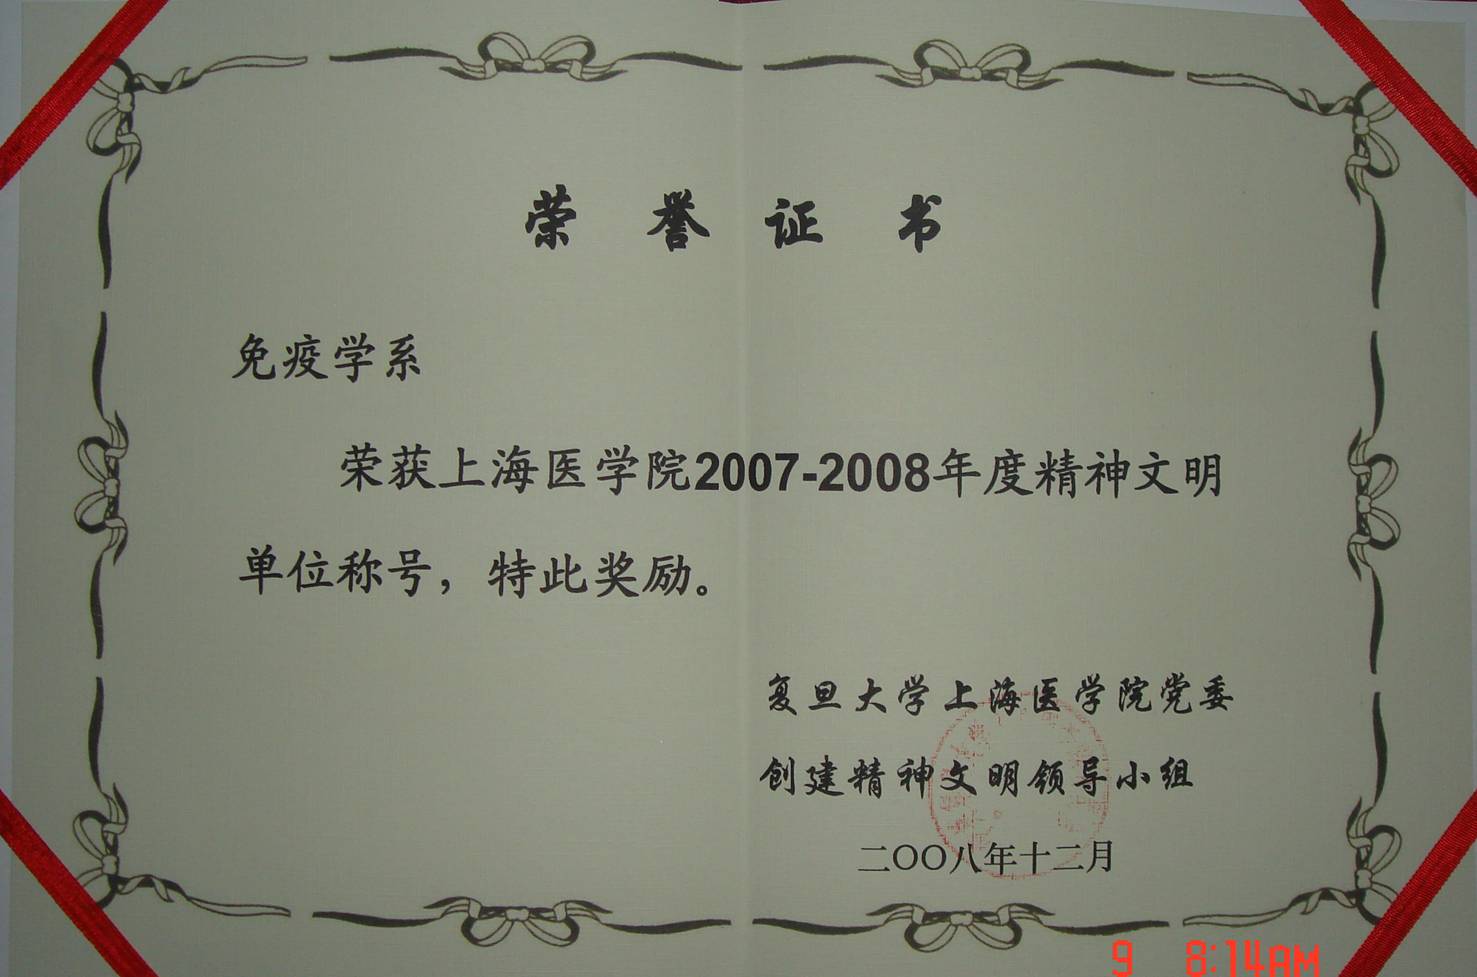 荣誉证书
免疫学系
荣获上海医学院2007-2008年度精神文明
单位称号，特此奖励。
复旦大学上海医学院党委
创建精神文明领导小组
二〇〇八年十二月
9 8:14AM